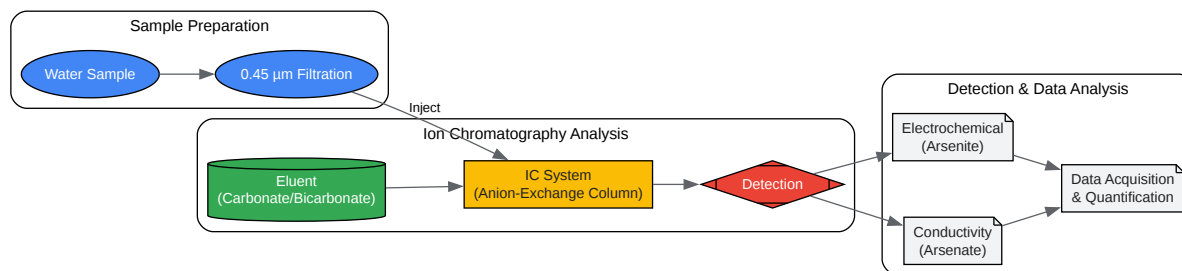 Sample Preparation
Water Sample
0.45 µm Filtration
Inject
Ion Chromatography Analysis
Eluent
(Carbonate/Bicarbonate)
IC System
(Anion-Exchange Column)
Detection
Detection & Data Analysis
Electrochemical
(Arsenite)
Conductivity
(Arsenate)
Data Acquisition
& Quantification